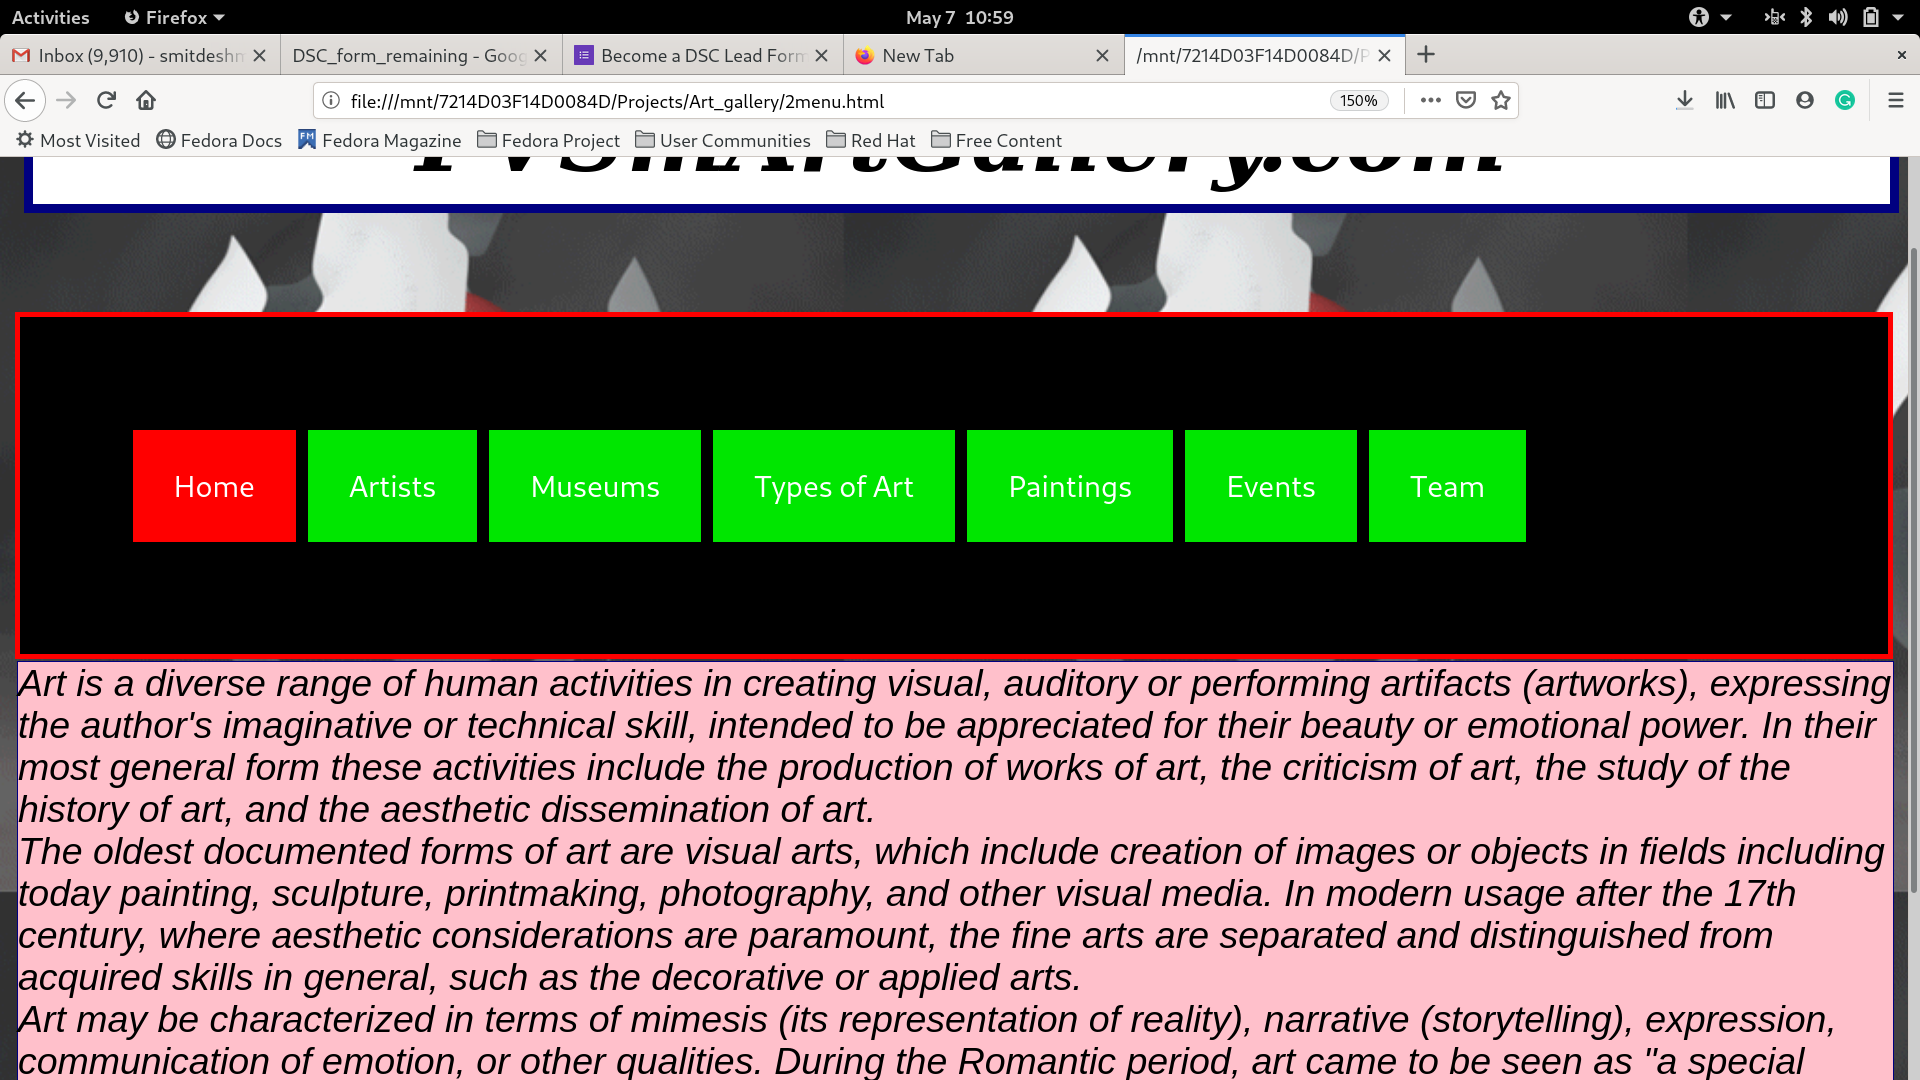 Activities Firefox May 7 10:59
Inbox (9,910) - smitdeshm DSC_form_remaining - Goog Become a DSC Lead Form New Tab /mnt/7214D03F14D0084D/P
file:///mnt/7214D03F14D0084D/Projects/Art_gallery/2menu.html 150%
Most Visited Fedora Docs Fedora Magazine Fedora Project User Communities Red Hat Free Content
Home Artists Museums Types of Art Paintings Events Team
Art is a diverse range of human activities in creating visual, auditory or performing artifacts (artworks), expressing
the author's imaginative or technical skill, intended to be appreciated for their beauty or emotional power. In their
most general form these activities include the production of works of art, the criticism of art, the study of the
history of art, and the aesthetic dissemination of art.
The oldest documented forms of art are visual arts, which include creation of images or objects in fields including
today painting, sculpture, printmaking, photography, and other visual media. In modern usage after the 17th
century, where aesthetic considerations are paramount, the fine arts are separated and distinguished from
acquired skills in general, such as the decorative or applied arts.
Art may be characterized in terms of mimesis (its representation of reality), narrative (storytelling), expression,
communication of emotion, or other qualities. During the Romantic period, art came to be seen as "a special